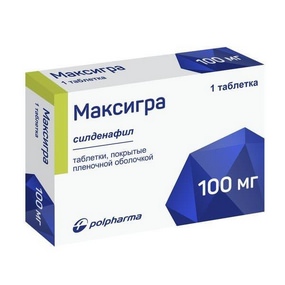 Максигра
100 мг
1 таблетка
Максигра
силденафил
таблетки, покрытые
пленочной оболочкой
100 мг
polpharma
1 таблетка
100 мг